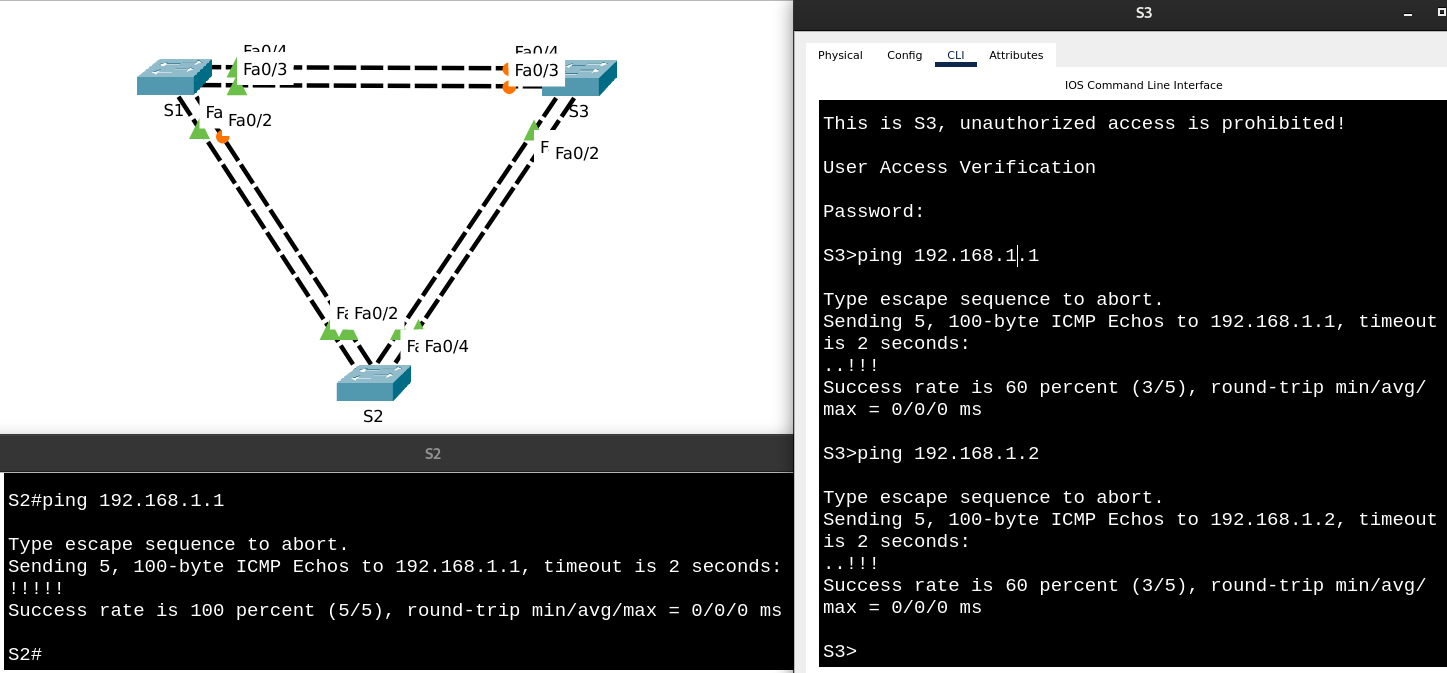 Fa0/4
Fa0/3
Fa0/4
Fa0/3
S1
Fa
Fa0/2
S3
F
Fa0/2
Fa0/2
Fa0/4
S2
S2
S2#ping 192.168.1.1
Type escape sequence to abort.
Sending 5, 100-byte ICMP Echos to 192.168.1.1, timeout is 2 seconds:
!!!!!
Success rate is 100 percent (5/5), round-trip min/avg/max = 0/0/0 ms
S2#
S3
Physical Config CLI Attributes
IOS Command Line Interface
This is S3, unauthorized access is prohibited!
User Access Verification
Password:
S3>ping 192.168.1.1
Type escape sequence to abort.
Sending 5, 100-byte ICMP Echos to 192.168.1.1, timeout
is 2 seconds:
..!!!
Success rate is 60 percent (3/5), round-trip min/avg/
max = 0/0/0 ms
S3>ping 192.168.1.2
Type escape sequence to abort.
Sending 5, 100-byte ICMP Echos to 192.168.1.2, timeout
is 2 seconds:
..!!!
Success rate is 60 percent (3/5), round-trip min/avg/
max = 0/0/0 ms
S3>